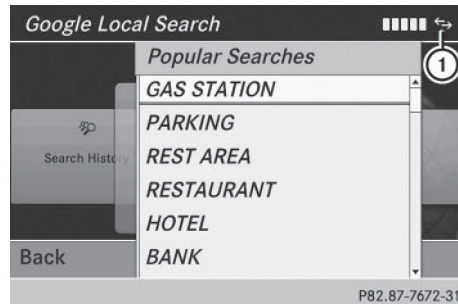 Google Local Search
1
Popular Searches
GAS STATION
PARKING
Search History
REST AREA
RESTAURANT
HOTEL
Back
BANK
P82.87-7672-31